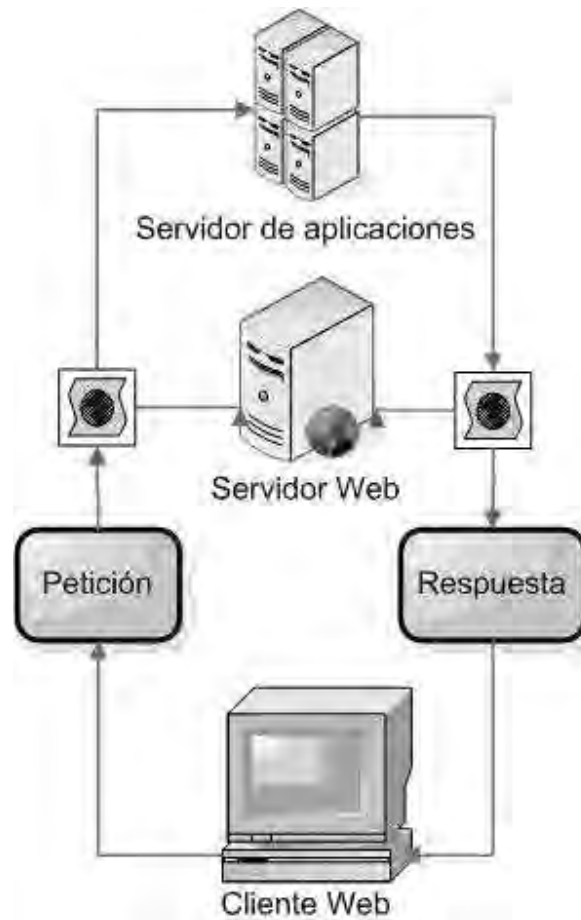 Servidor de aplicaciones
Servidor Web
Petición
Respuesta
Cliente Web